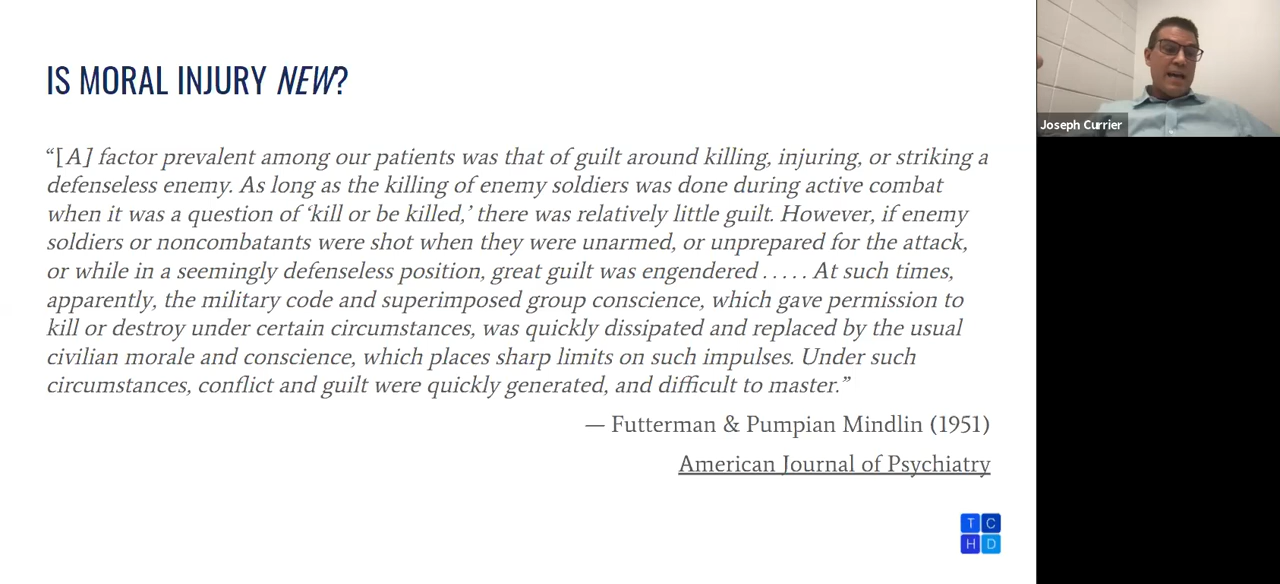 IS MORAL INJURY NEW?
“[A] factor prevalent among our patients was that of guilt around killing, injuring, or striking a
defenseless enemy. As long as the killing of enemy soldiers was done during active combat
when it was a question of ‘kill or be killed,’ there was relatively little guilt. However, if enemy
soldiers or noncombatants were shot when they were unarmed, or unprepared for the attack,
or while in a seemingly defenseless position, great guilt was engendered . . . . . At such times,
apparently, the military code and superimposed group conscience, which gave permission to
kill or destroy under certain circumstances, was quickly dissipated and replaced by the usual
civilian morale and conscience, which places sharp limits on such impulses. Under such
circumstances, conflict and guilt were quickly generated, and difficult to master.”
— Futterman & Pumpian Mindlin (1951)
American Journal of Psychiatry
T C
H D
Joseph Currier